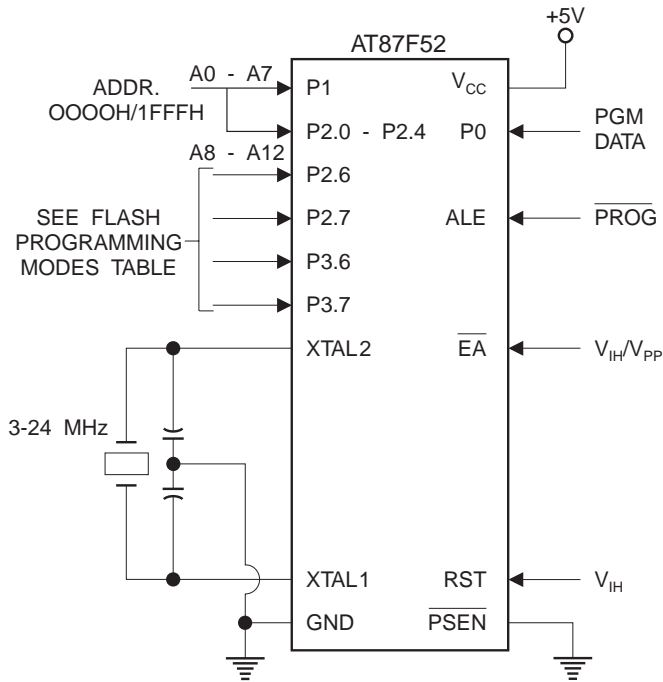 +5V
AT87F52
ADDR.
OOOOH/1FFFH
A0 - A7
P1
VCC
P2.0 - P2.4
P0
PGM
DATA
A8 - A12
P2.6
SEE FLASH
PROGRAMMING
MODES TABLE
P2.7
ALE
PROG
P3.6
P3.7
XTAL2
EA
VIH/VPP
3-24 MHz
XTAL1
RST
VIH
GND
PSEN